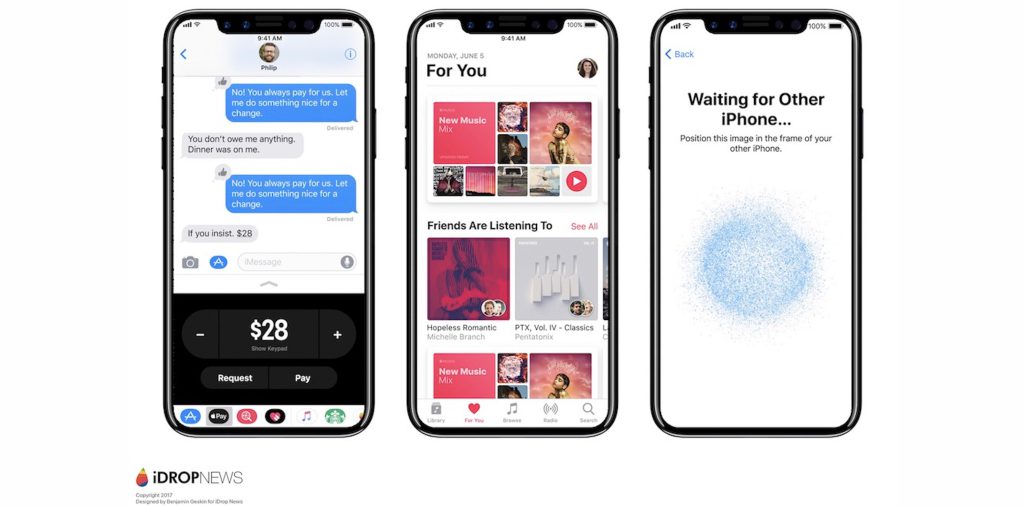 100%
9:41 AM
Philip
No! You always pay for us. Let
me do something nice for a
change.
Delivered
You don't owe me anything.
Dinner was on me.
No! You always pay for us. Let
me do something nice for a
change.
Delivered
If you insist. $28
iMessage
−
$28
+
Show Keypad
Request
Pay
Pay
100%
9:41 AM
MONDAY, JUNE 5
For You
New Music
Mix
Friends Are Listening To
See All
Hopeless Romantic
Michelle Branch
PTX, Vol. IV - Classics
Pentatonix
New Music
Mix
Library
For You
Browse
Radio
Search
100%
Back
Waiting for Other
iPhone...
Position this image in the frame of your
other iPhone.
iDROPNEWS
Copyright 2017
Designed by Benjamin Geskin for iDrop News